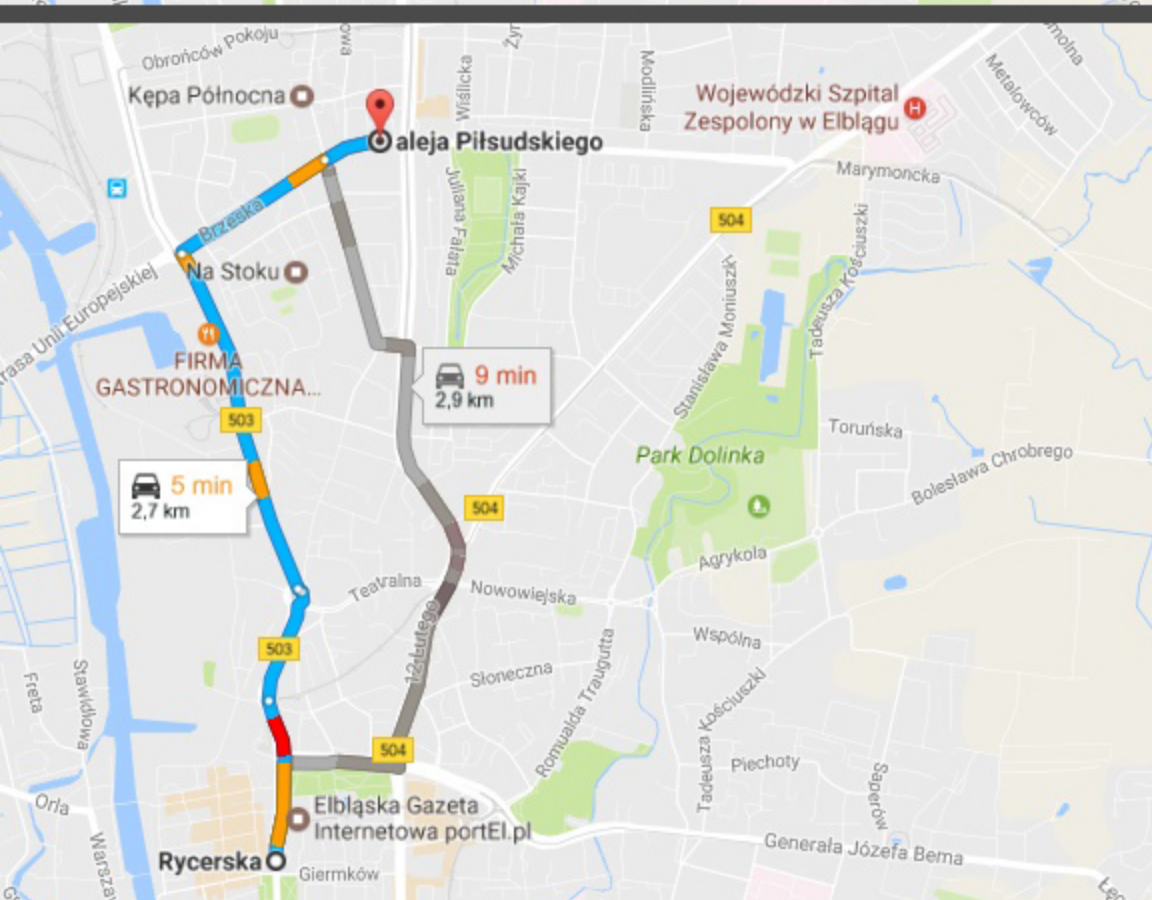 Obrońców Pokoju
owa
Wiślicka
Modlińska
Metalowców
Kępa Północna
Wojewódzki Szpital
Zespolony w Elblągu
H
aleja Piłsudskiego
Marymoncka
Juliana Fałata
Michała Kajki
504
Brzeska
Tadeusza Kościuszki
Na Stoku
Trasa Unii Europejskiej
Stanisława Moniuszki
FIRMA
GASTRONOMICZNA...
9 min
2,9 km
503
Toruńska
Park Dolinka
Bolesława Chrobrego
5 min
2,7 km
504
Agrykola
Teatralna
Nowowiejska
12 Lutego
Wspólna
503
Słoneczna
Romualda Traugutta
Tadeusza Kościuszki
Freta
Stawidłowa
504
Piechoty
Saperów
Orla
Elbląska Gazeta
Internetowa portEl.pl
Generała Józefa Bema
Rycerska
Giermków
Warsza
Łęc